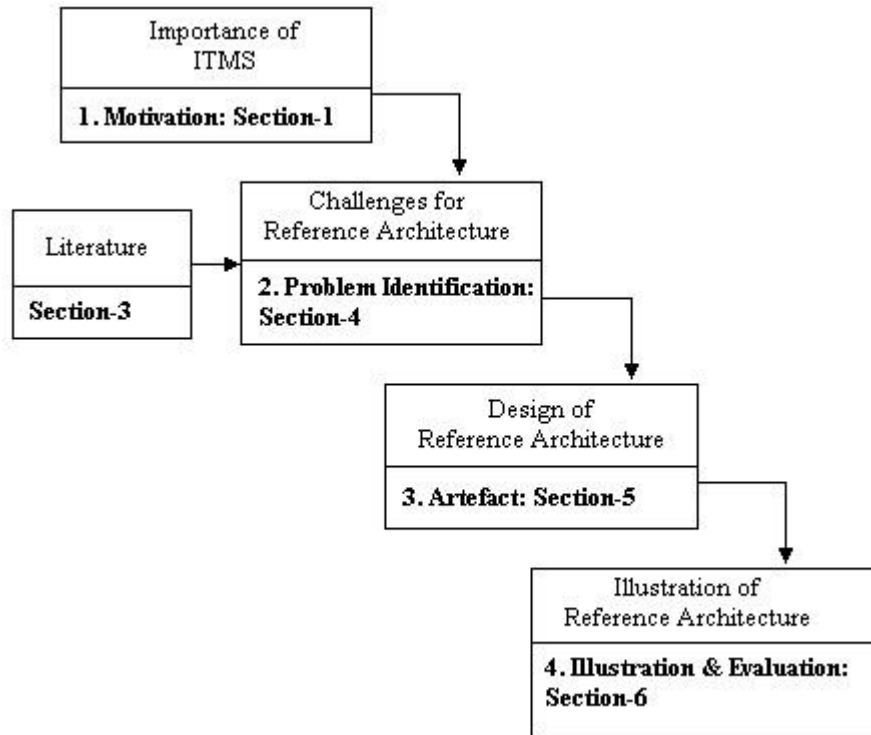 Importance of
ITMS
1. Motivation: Section-1
Challenges for
Reference Architecture
2. Problem Identification:
Section-4
Literature
Section-3
Design of
Reference Architecture
3. Artefact: Section-5
Illustration of
Reference Architecture
4. Illustration & Evaluation:
Section-6